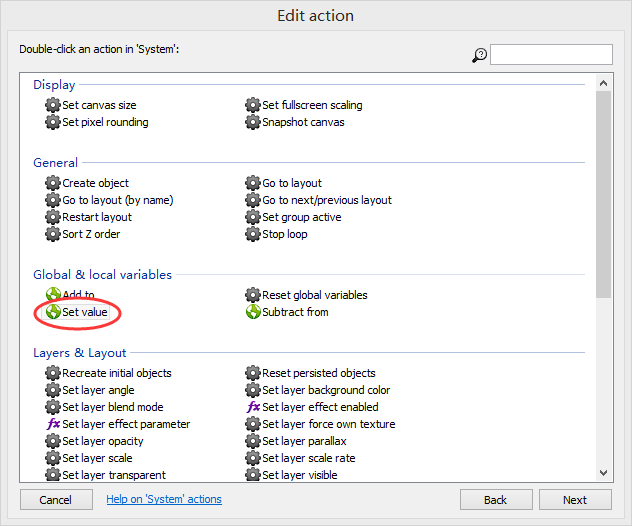 Edit action
Double-click an action in 'System':
Display
Set canvas size
Set fullscreen scaling
Set pixel rounding
Snapshot canvas
General
Create object
Go to layout
Go to layout (by name)
Go to next/previous layout
Restart layout
Set group active
Sort Z order
Stop loop
Global & local variables
Add to
Reset global variables
Set value
Subtract from
Layers & Layout
Recreate initial objects
Reset persisted objects
Set layer angle
Set layer background color
Set layer blend mode
fx Set layer effect enabled
fx Set layer effect parameter
Set layer force own texture
Set layer opacity
Set layer parallax
Set layer scale
Set layer scale rate
Set layer transparent
Set layer visible
Cancel
Help on 'System' actions
Back
Next